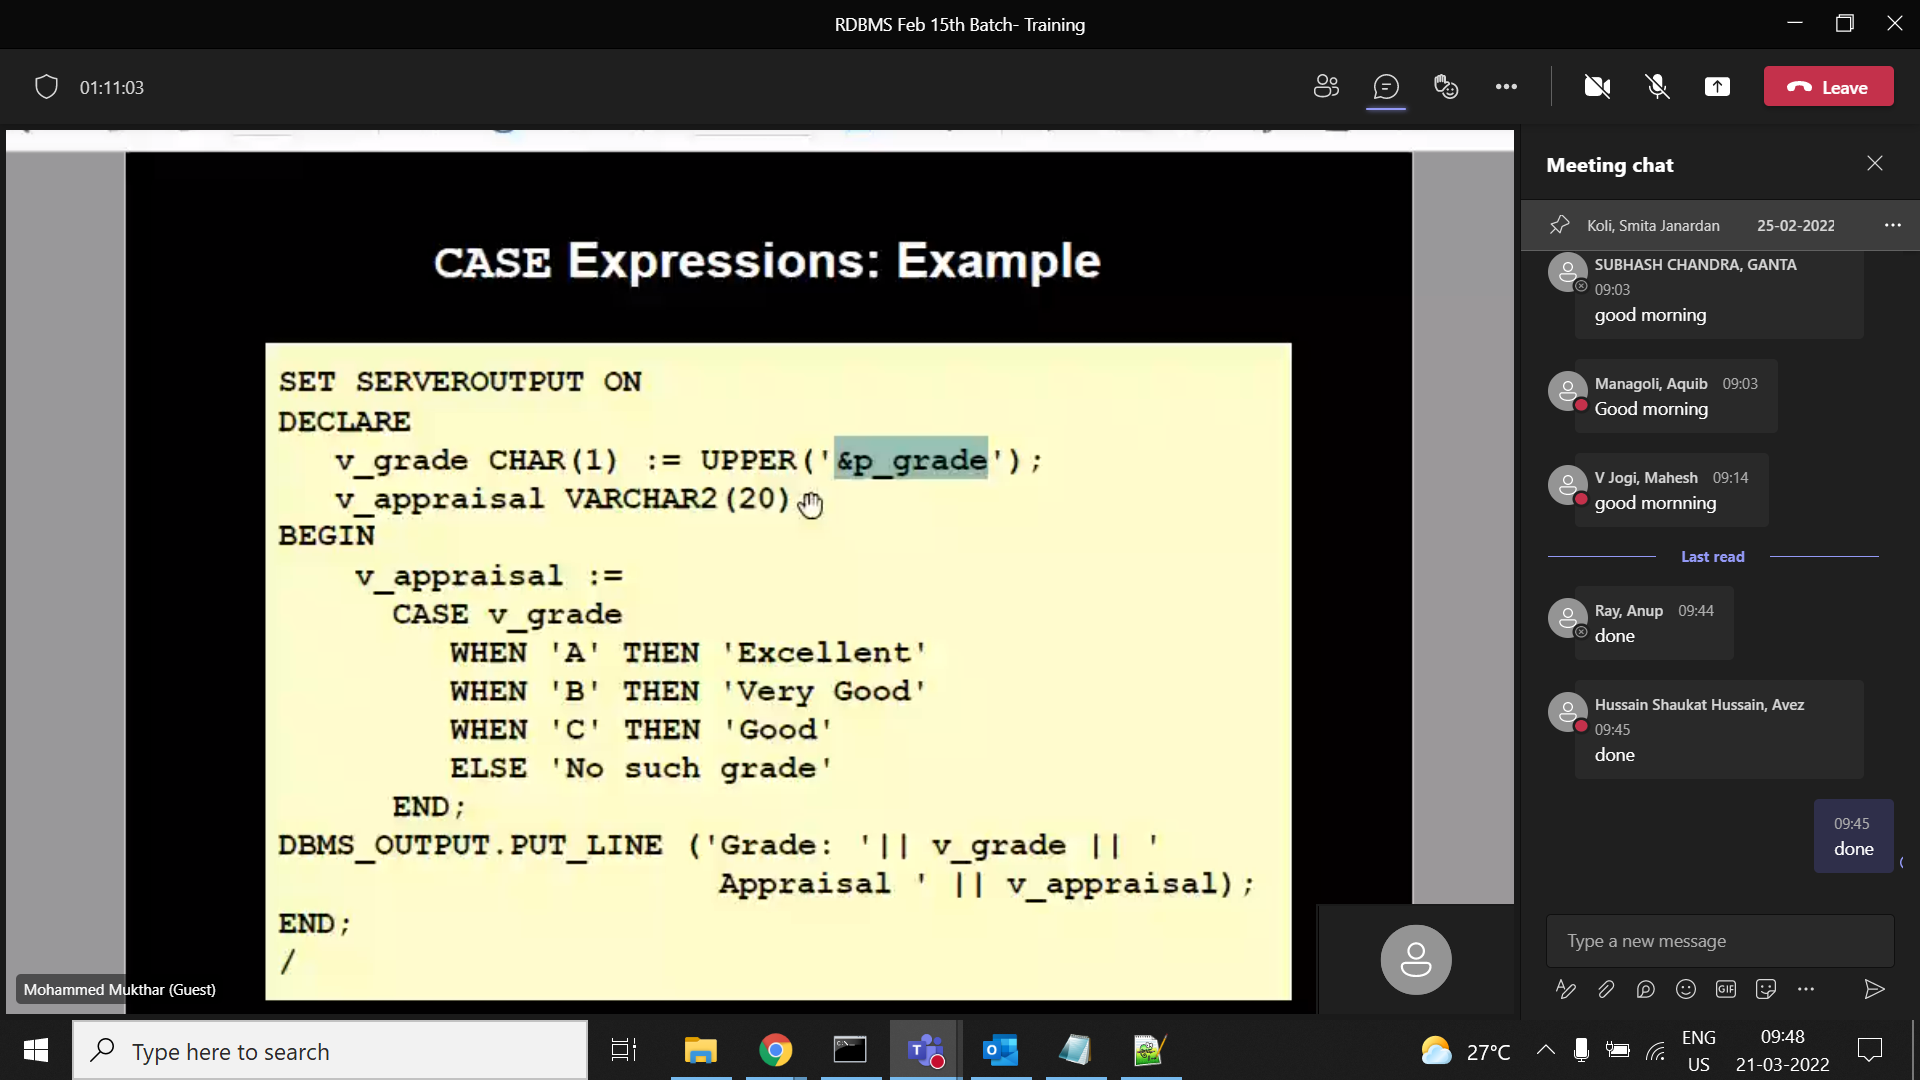 RDBMS Feb 15th Batch- Training
01:11:03
Leave
CASE Expressions: Example
SET SERVEROUTPUT ON
DECLARE
v_grade CHAR(1) := UPPER('&p_grade');
v_appraisal VARCHAR2(20)
BEGIN
v_appraisal :=
CASE v_grade
WHEN 'A' THEN 'Excellent'
WHEN 'B' THEN 'Very Good'
WHEN 'C' THEN 'Good'
ELSE 'No such grade'
END;
DBMS_OUTPUT.PUT_LINE ('Grade: '|| v_grade || '
Appraisal ' || v_appraisal);
END;
/
Mohammed Mukthar (Guest)
Meeting chat
Koli, Smita Janardan 25-02-2022
SUBHASH CHANDRA, GANTA
09:03
good morning
Managoli, Aquib 09:03
Good morning
V Jogi, Mahesh 09:14
good mornning
Last read
Ray, Anup 09:44
done
Hussain Shaukat Hussain, Avez
09:45
done
09:45
done
Type a new message
GIF
Type here to search
27°C
ENG
US
09:48
21-03-2022